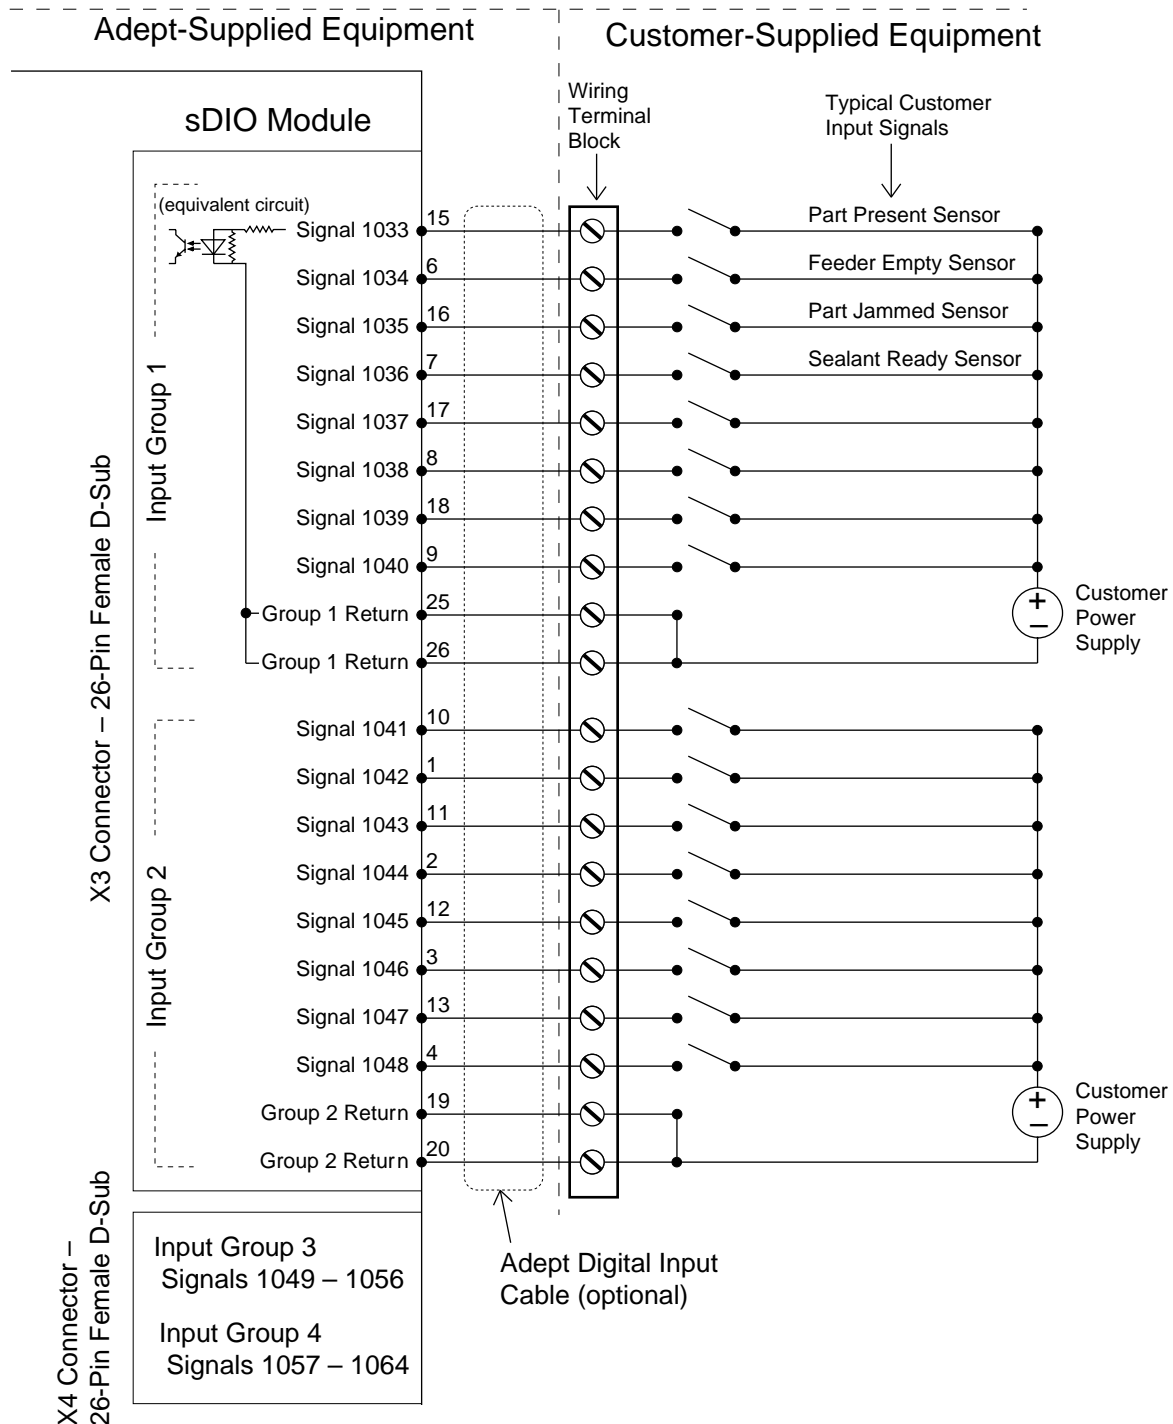 Adept-Supplied Equipment
Customer-Supplied Equipment
sDIO Module
Wiring
Terminal
Block
Typical Customer
Input Signals
(equivalent circuit)
X3 Connector – 26-Pin Female D-Sub
Input Group 1
Signal 1033 15 Part Present Sensor
Signal 1034 6 Feeder Empty Sensor
Signal 1035 16 Part Jammed Sensor
Signal 1036 7 Sealant Ready Sensor
Signal 1037 17
Signal 1038 8
Signal 1039 18
Signal 1040 9
Group 1 Return 25
Group 1 Return 26
+
–
Customer
Power
Supply
Input Group 2
Signal 1041 10
Signal 1042 1
Signal 1043 11
Signal 1044 2
Signal 1045 12
Signal 1046 3
Signal 1047 13
Signal 1048 4
Group 2 Return 19
Group 2 Return 20
+
–
Customer
Power
Supply
X4 Connector –
26-Pin Female D-Sub
Input Group 3
Signals 1049 – 1056
Input Group 4
Signals 1057 – 1064
Adept Digital Input
Cable (optional)